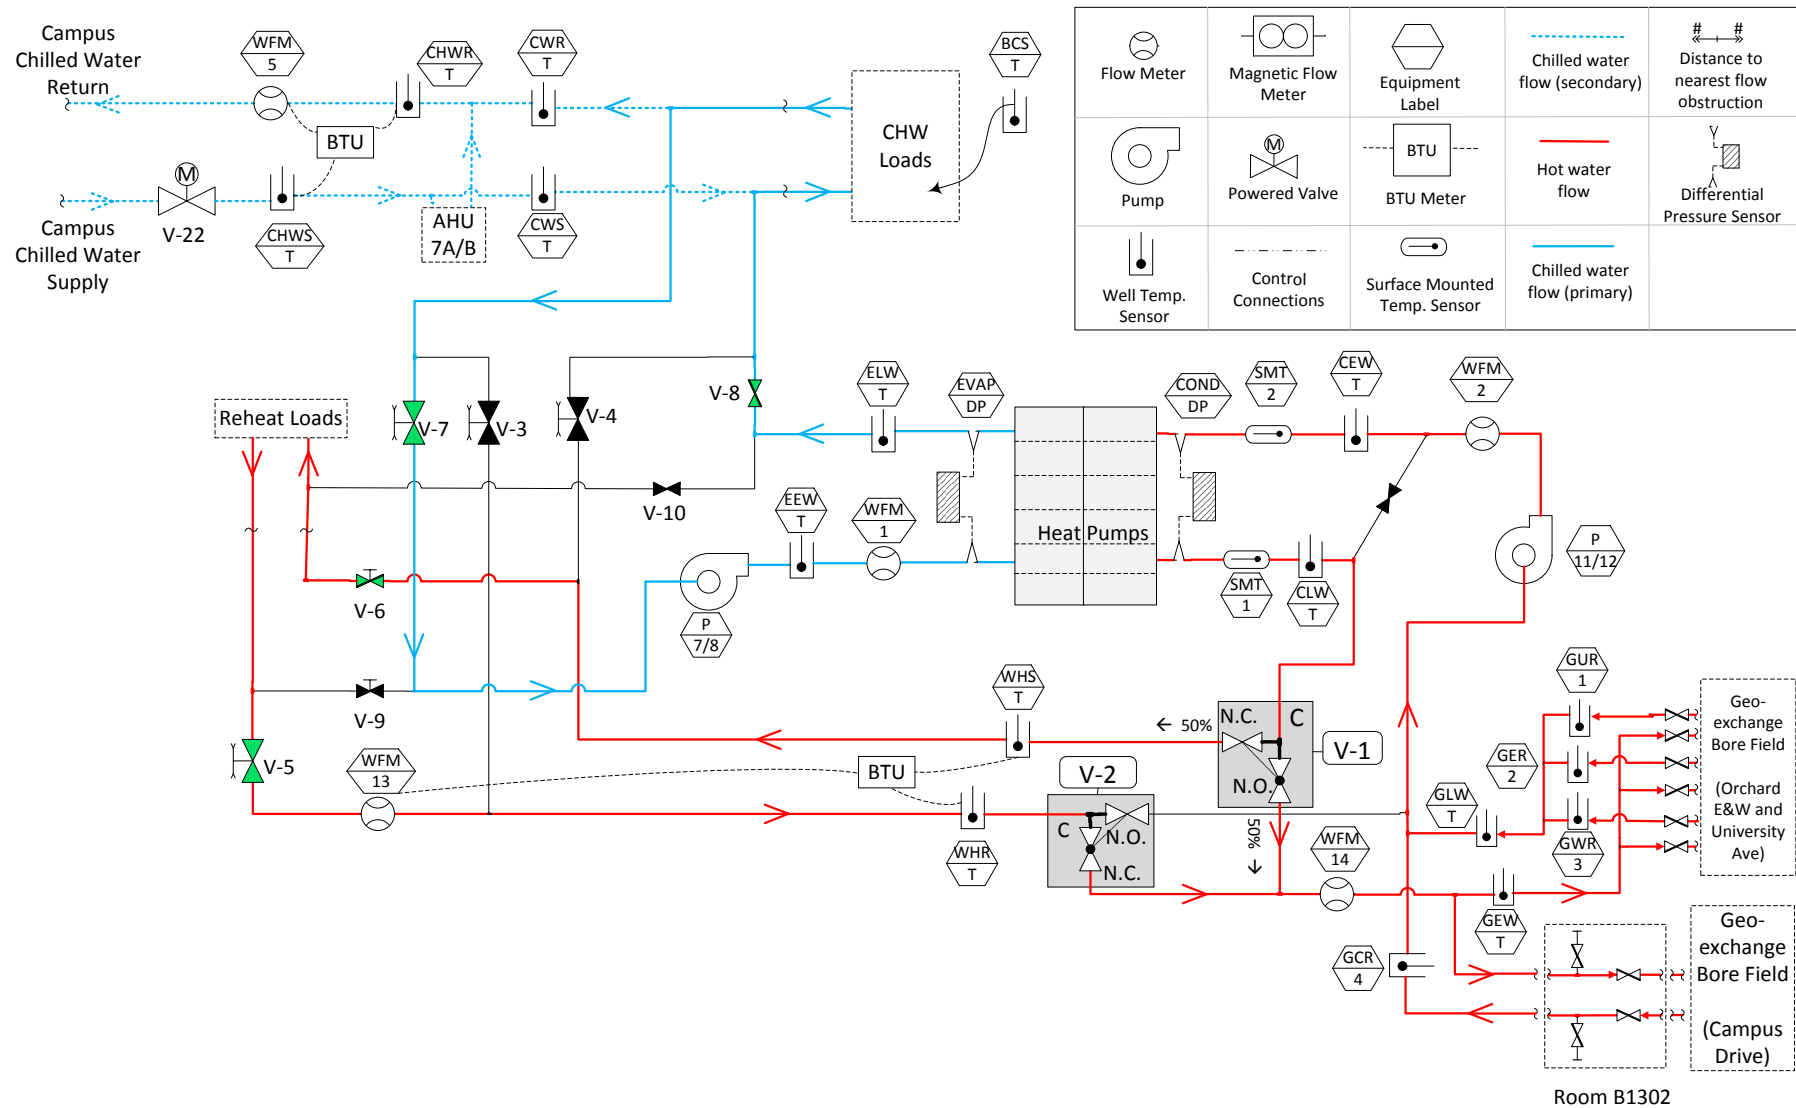 Campus
Chilled Water
Return
WFM
5
CHWR
T
CWR
T
BCS
T
BTU
CHW
Loads
M
V-22
CHWS
T
AHU
7A/B
CWS
T
Campus
Chilled Water
Supply
Flow Meter
Magnetic Flow
Meter
Equipment
Label
Chilled water
flow (secondary)
# #
Distance to
nearest flow
obstruction
Pump
M
Powered Valve
BTU
BTU Meter
Hot water
flow
Differential
Pressure Sensor
Well Temp.
Sensor
Control
Connections
Surface Mounted
Temp. Sensor
Chilled water
flow (primary)
Reheat Loads
V-7
V-3
V-4
V-8
ELW
T
EVAP
DP
COND
DP
SMT
2
CEW
T
WFM
2
V-10
EEW
T
WFM
1
Heat Pumps
P
11/12
V-6
P
7/8
SMT
1
CLW
T
V-9
WHS
T
← 50%
N.C.
C
V-1
N.O.
50% →
GUR
1
Geo-
exchange
Bore Field
(Orchard
E&W and
University
Ave)
GER
2
GLW
T
GWR
3
V-5
WFM
13
BTU
V-2
C
N.O.
N.C.
WHR
T
WFM
14
GEW
T
GCR
4
Geo-
exchange
Bore Field
(Campus
Drive)
Room B1302